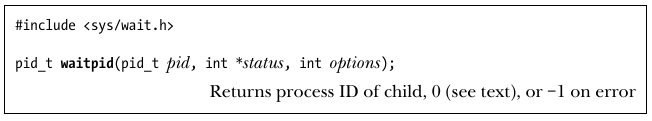 #include <sys/wait.h>
pid_t waitpid(pid_t pid, int *status, int options);
Returns process ID of child, 0 (see text), or −1 on error